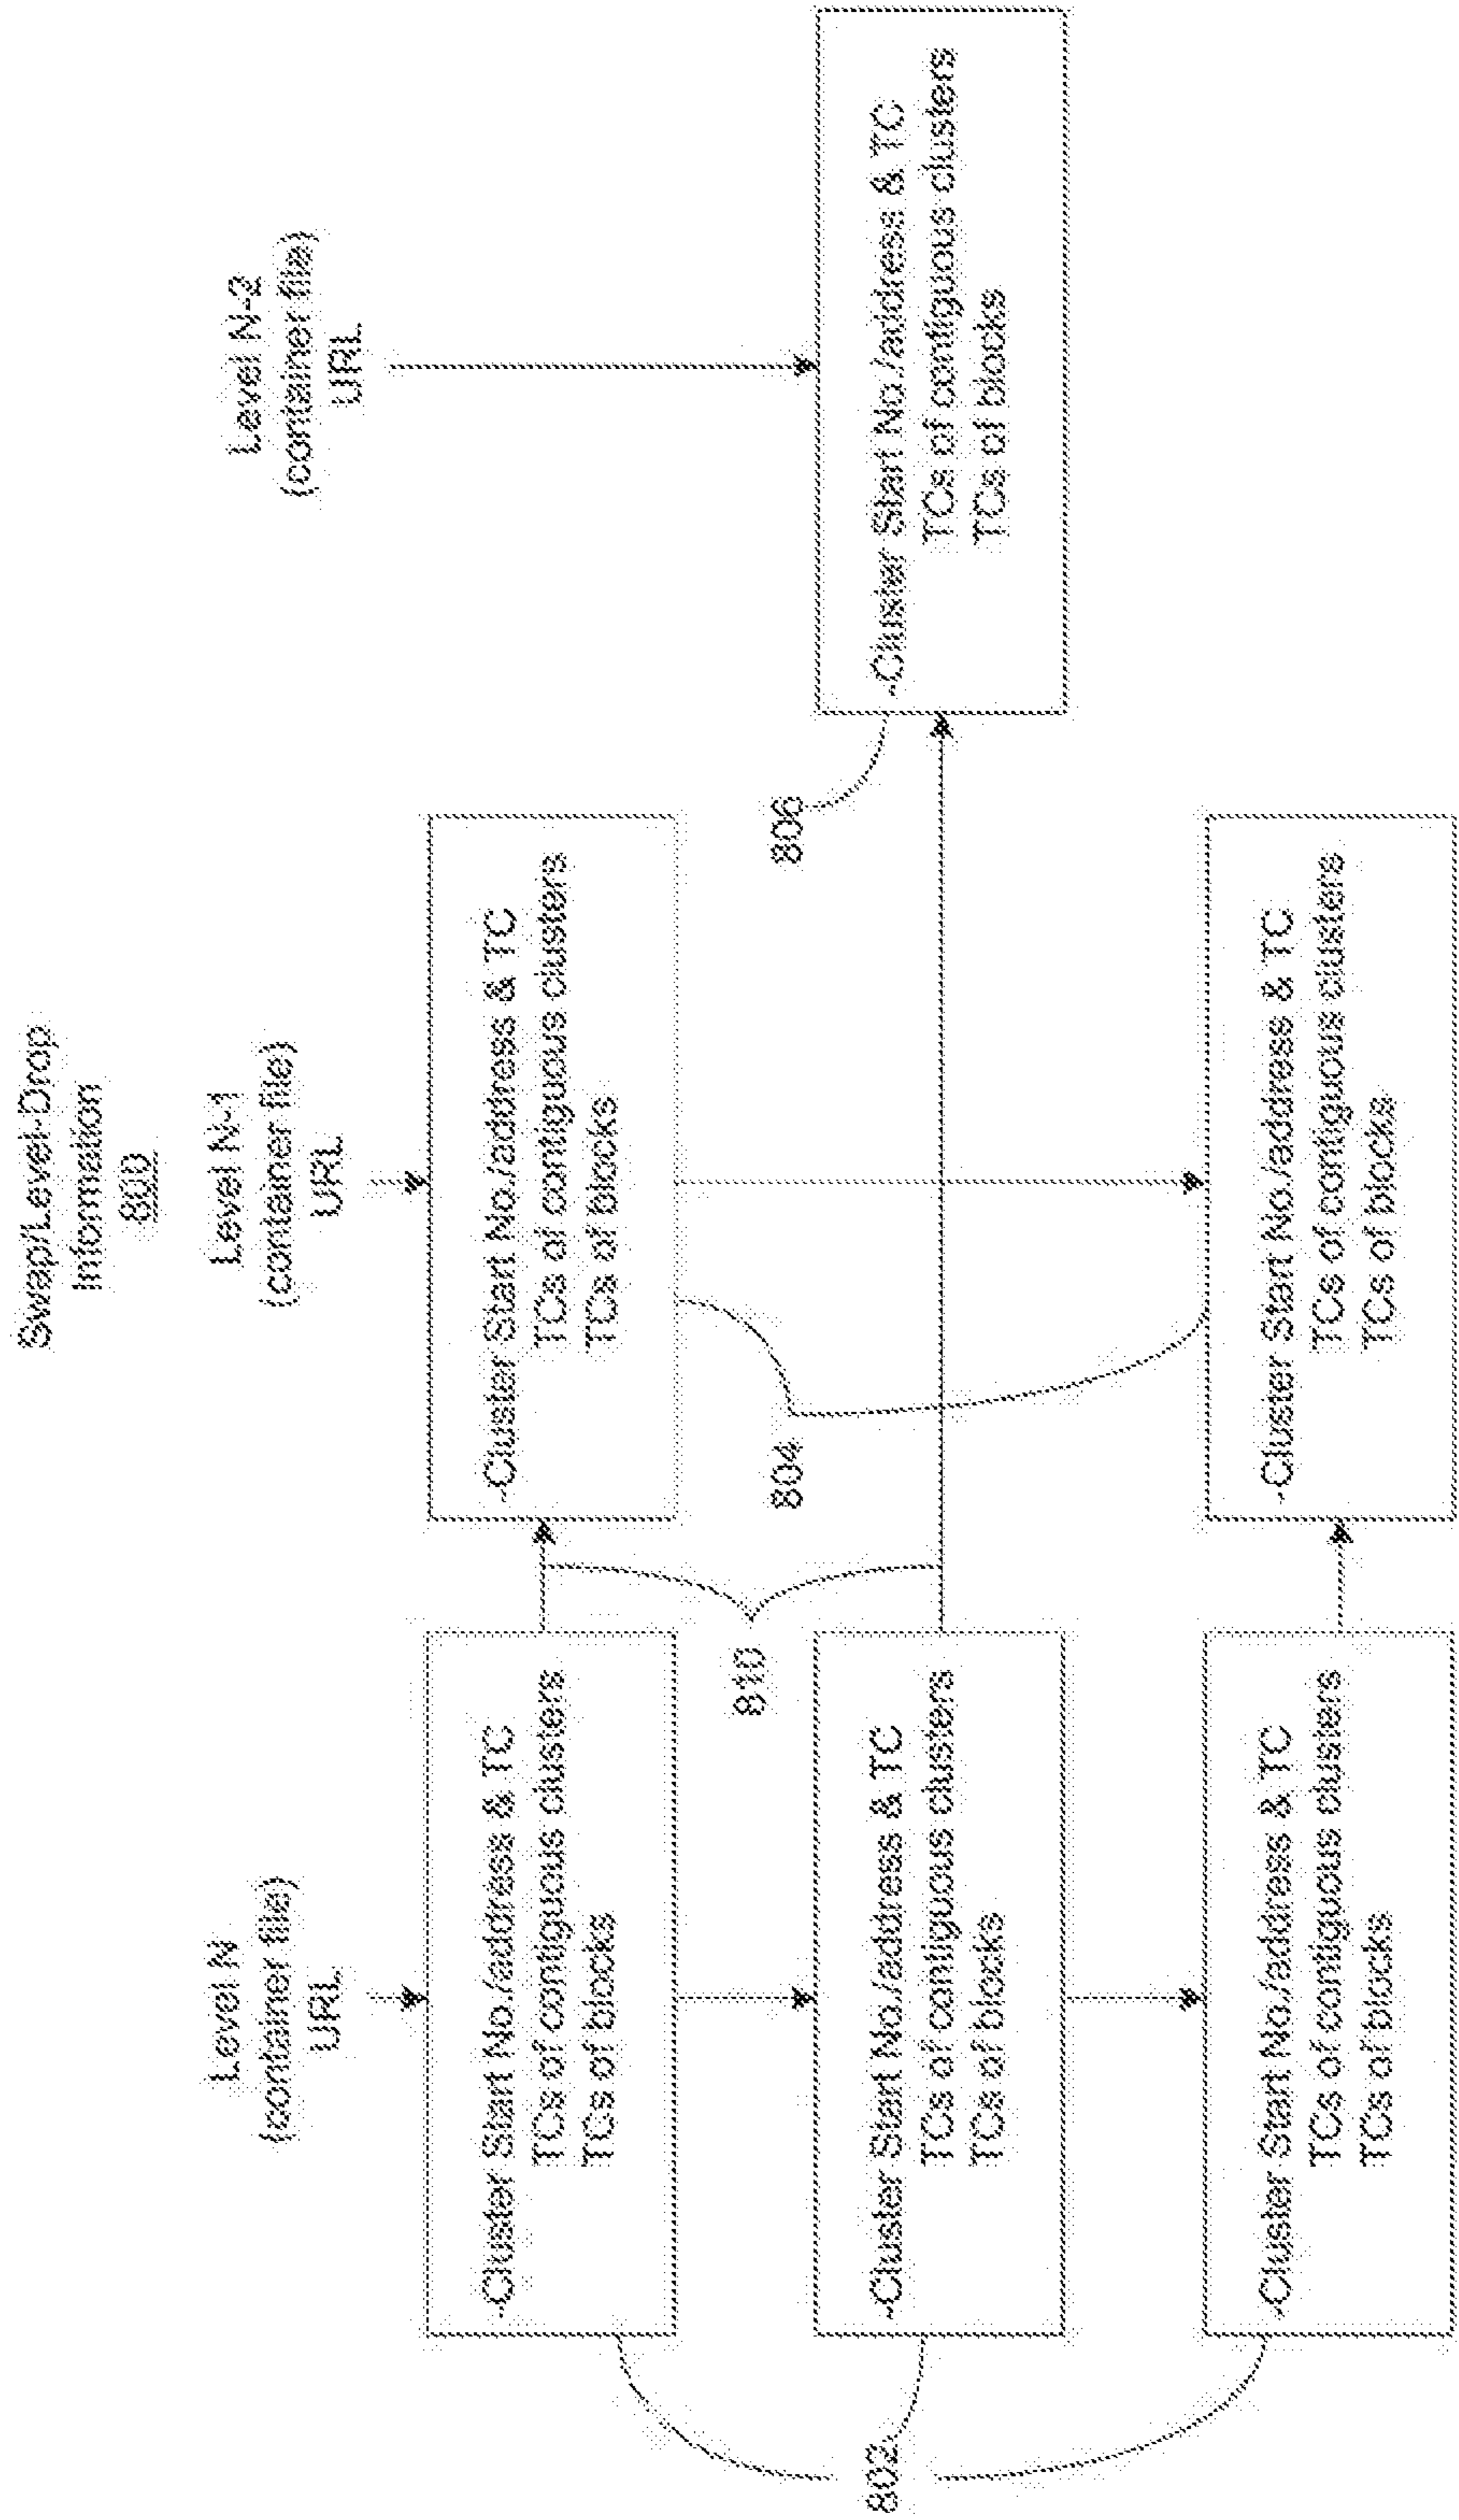 Swap/Level-Drop
Information
800
Level N
(container file)
URL
Level N-1
(container file)
URL
Level N-2
(container file)
URL
-Cluster Start No./address & TC
TCs of contiguous clusters
TCs of blocks
-Cluster Start No./address & TC
TCs of contiguous clusters
TCs of blocks
810
804
806
802
-Cluster Start No./address & TC
TCs of contiguous clusters
TCs of blocks
-Cluster Start No./address & TC
TCs of contiguous clusters
TCs of blocks
-Cluster Start No./address & TC
TCs of contiguous clusters
TCs of blocks
-Cluster Start No./address & TC
TCs of contiguous clusters
TCs of blocks